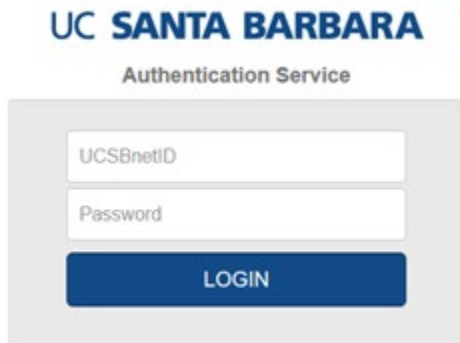 UC SANTA BARBARA
Authentication Service
UCSBnetID
Password
LOGIN